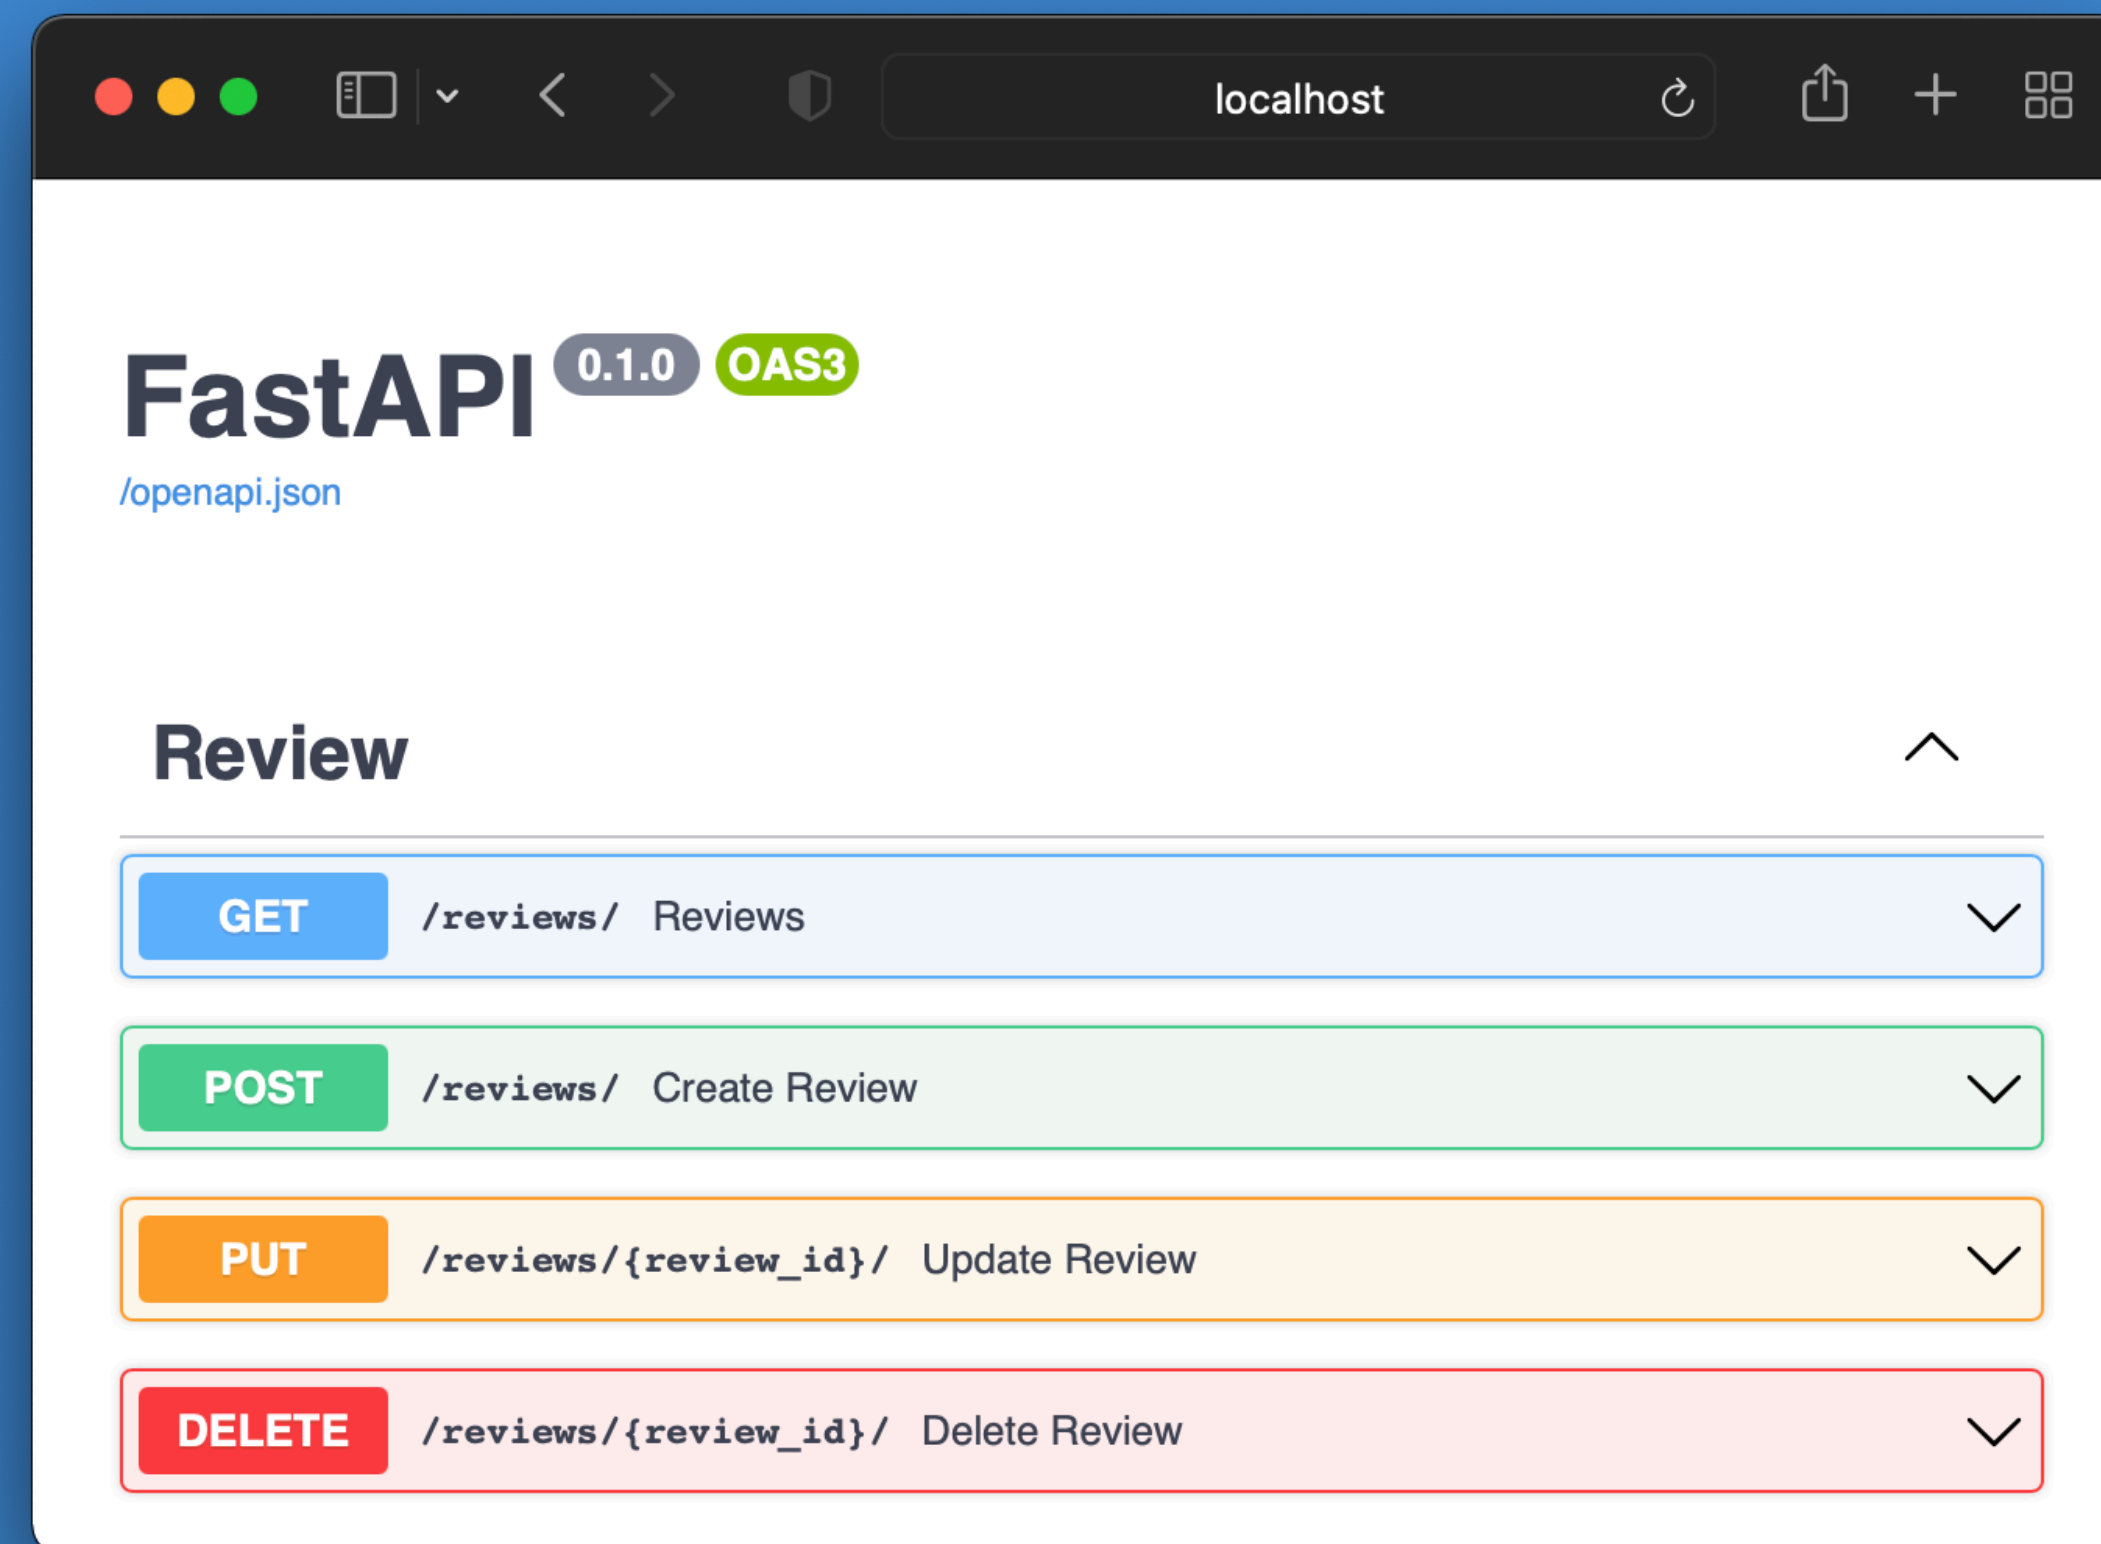 localhost
FastAPI 0.1.0 OAS3
/openapi.json
Review
GET /reviews/ Reviews
POST /reviews/ Create Review
PUT /reviews/{review_id}/ Update Review
DELETE /reviews/{review_id}/ Delete Review